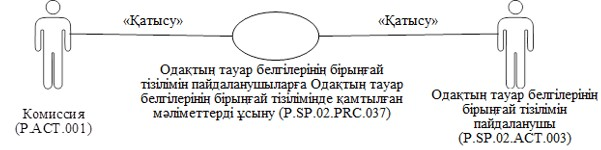 «Қатысу»
«Қатысу»
Одақтың тауар белгілерінің бірыңғай
тізілімін пайдаланушыларға Одақтың тауар
белгілерінің бірыңғай тізілімінде қамтылған
мәліметтерді ұсыну (P.SP.02.PRC.037)
Комиссия
(P.ACT.001)
Одақтың тауар белгілерінің
бірыңғай тізілімін
пайдаланушы
(P.SP.02.ACT.003)